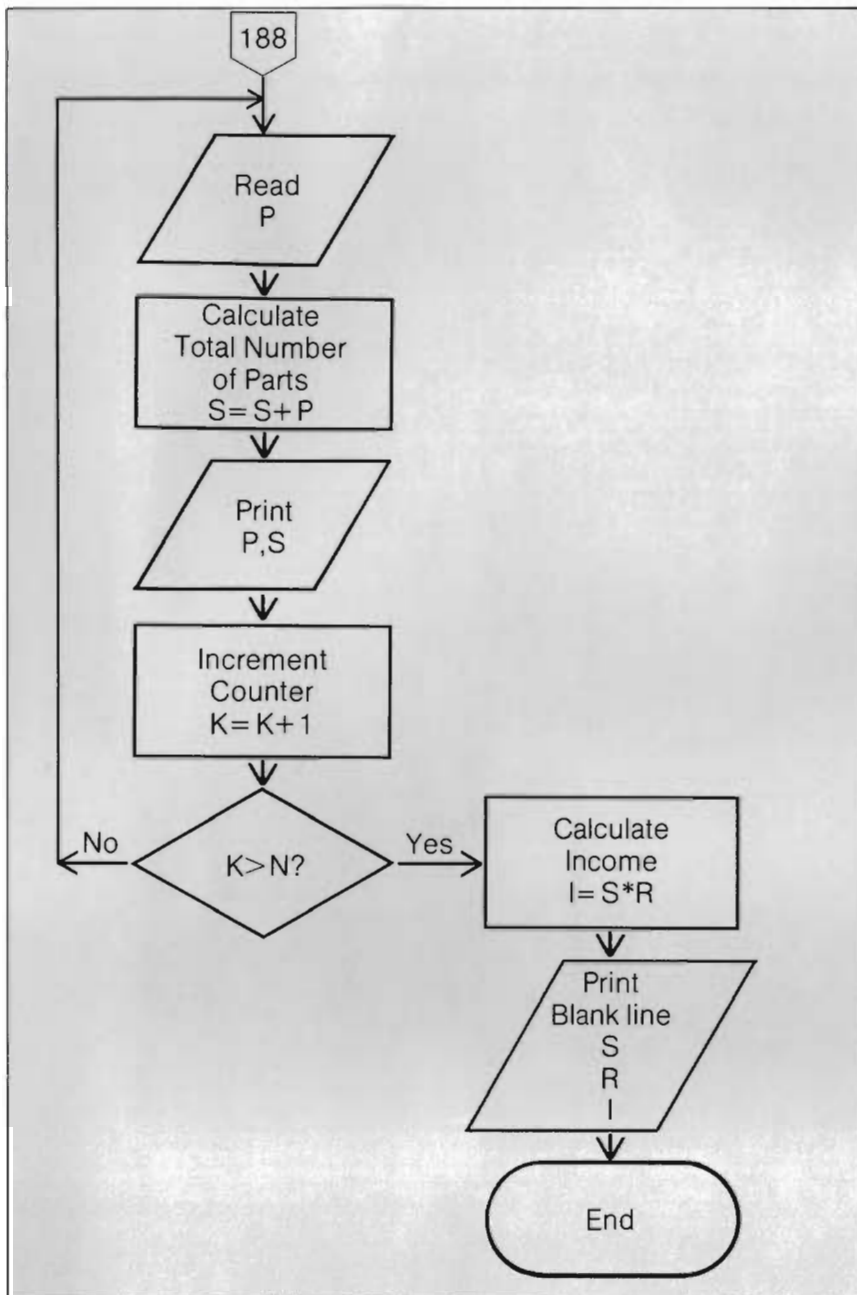 188
Read
P
Calculate
Total Number
of Parts
S= S+P
Print
P,S
Increment
Counter
K= K+1
No
K>N?
Yes
Calculate
Income
I= S*R
Print
Blank line
S
R
I
End